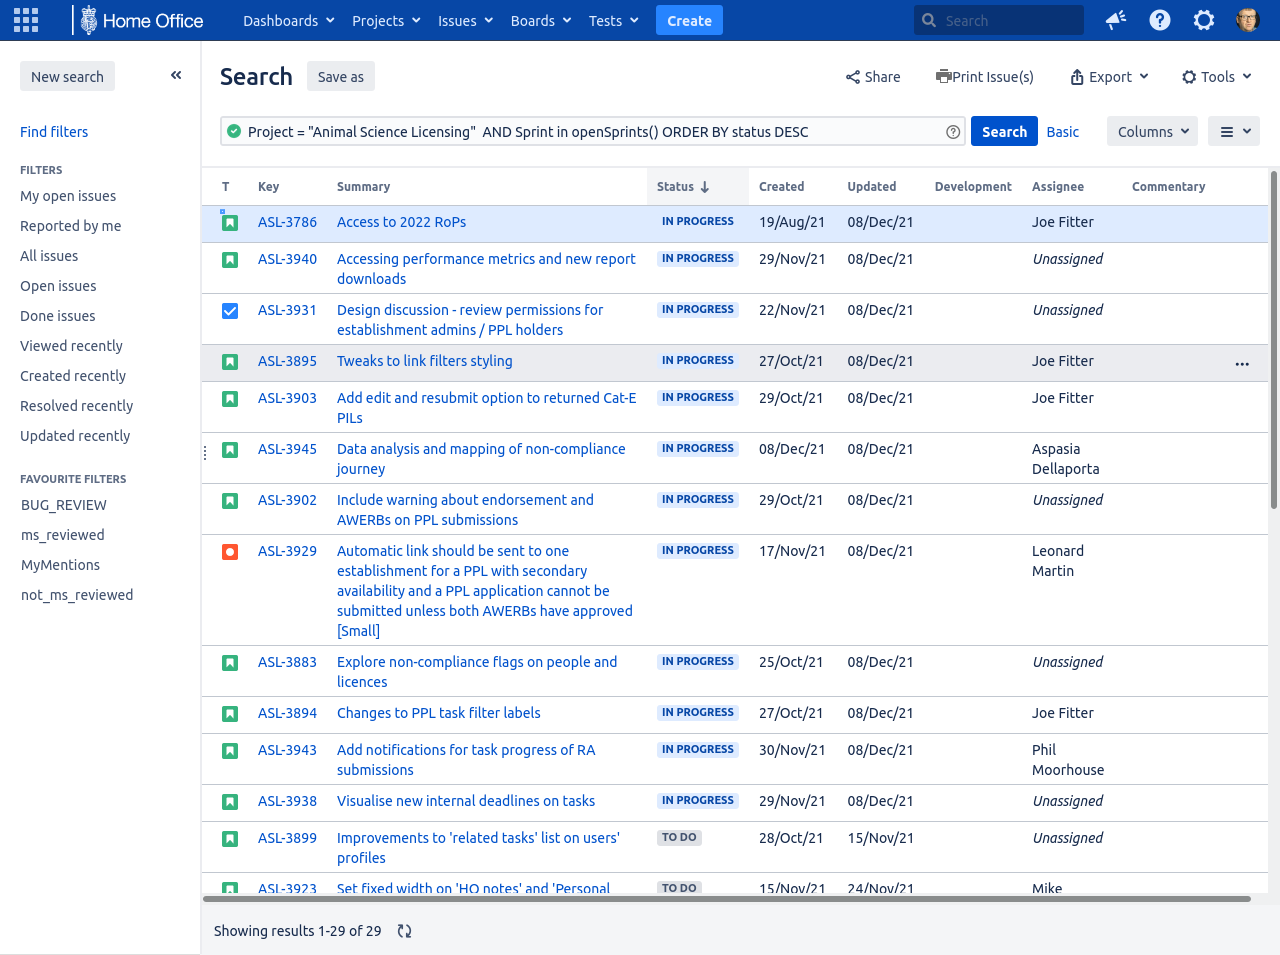 Home Office Dashboards Projects Issues Boards Tests Create Search
New search
Search Save as Share Print Issue(s) Export Tools
Find filters
Project = "Animal Science Licensing" AND Sprint in openSprints() ORDER BY status DESC Search Basic Columns
FILTERS
My open issues
Reported by me
All issues
Open issues
Done issues
Viewed recently
Created recently
Resolved recently
Updated recently
FAVOURITE FILTERS
BUG_REVIEW
ms_reviewed
MyMentions
not_ms_reviewed
T Key Summary Status Created Updated Development Assignee Commentary
ASL-3786 Access to 2022 RoPs IN PROGRESS 19/Aug/21 08/Dec/21 Joe Fitter
ASL-3940 Accessing performance metrics and new report IN PROGRESS 29/Nov/21 08/Dec/21 Unassigned
downloads
ASL-3931 Design discussion - review permissions for IN PROGRESS 22/Nov/21 08/Dec/21 Unassigned
establishment admins / PPL holders
ASL-3895 Tweaks to link filters styling IN PROGRESS 27/Oct/21 08/Dec/21 Joe Fitter
ASL-3903 Add edit and resubmit option to returned Cat-E IN PROGRESS 29/Oct/21 08/Dec/21 Joe Fitter
PILs
ASL-3945 Data analysis and mapping of non-compliance IN PROGRESS 08/Dec/21 08/Dec/21 Aspasia
journey Dellaporta
ASL-3902 Include warning about endorsement and IN PROGRESS 29/Oct/21 08/Dec/21 Unassigned
AWERBs on PPL submissions
ASL-3929 Automatic link should be sent to one IN PROGRESS 17/Nov/21 08/Dec/21 Leonard
establishment for a PPL with secondary Martin
availability and a PPL application cannot be
submitted unless both AWERBs have approved
[Small]
ASL-3883 Explore non-compliance flags on people and IN PROGRESS 25/Oct/21 08/Dec/21 Unassigned
licences
ASL-3894 Changes to PPL task filter labels IN PROGRESS 27/Oct/21 08/Dec/21 Joe Fitter
ASL-3943 Add notifications for task progress of RA IN PROGRESS 30/Nov/21 08/Dec/21 Phil
submissions Moorhouse
ASL-3938 Visualise new internal deadlines on tasks IN PROGRESS 29/Nov/21 08/Dec/21 Unassigned
ASL-3899 Improvements to 'related tasks' list on users' TO DO 28/Oct/21 15/Nov/21 Unassigned
profiles
ASL-3923 Set fixed width on 'HO notes' and 'Personal TO DO 15/Nov/21 24/Nov/21 Mike
Showing results 1-29 of 29